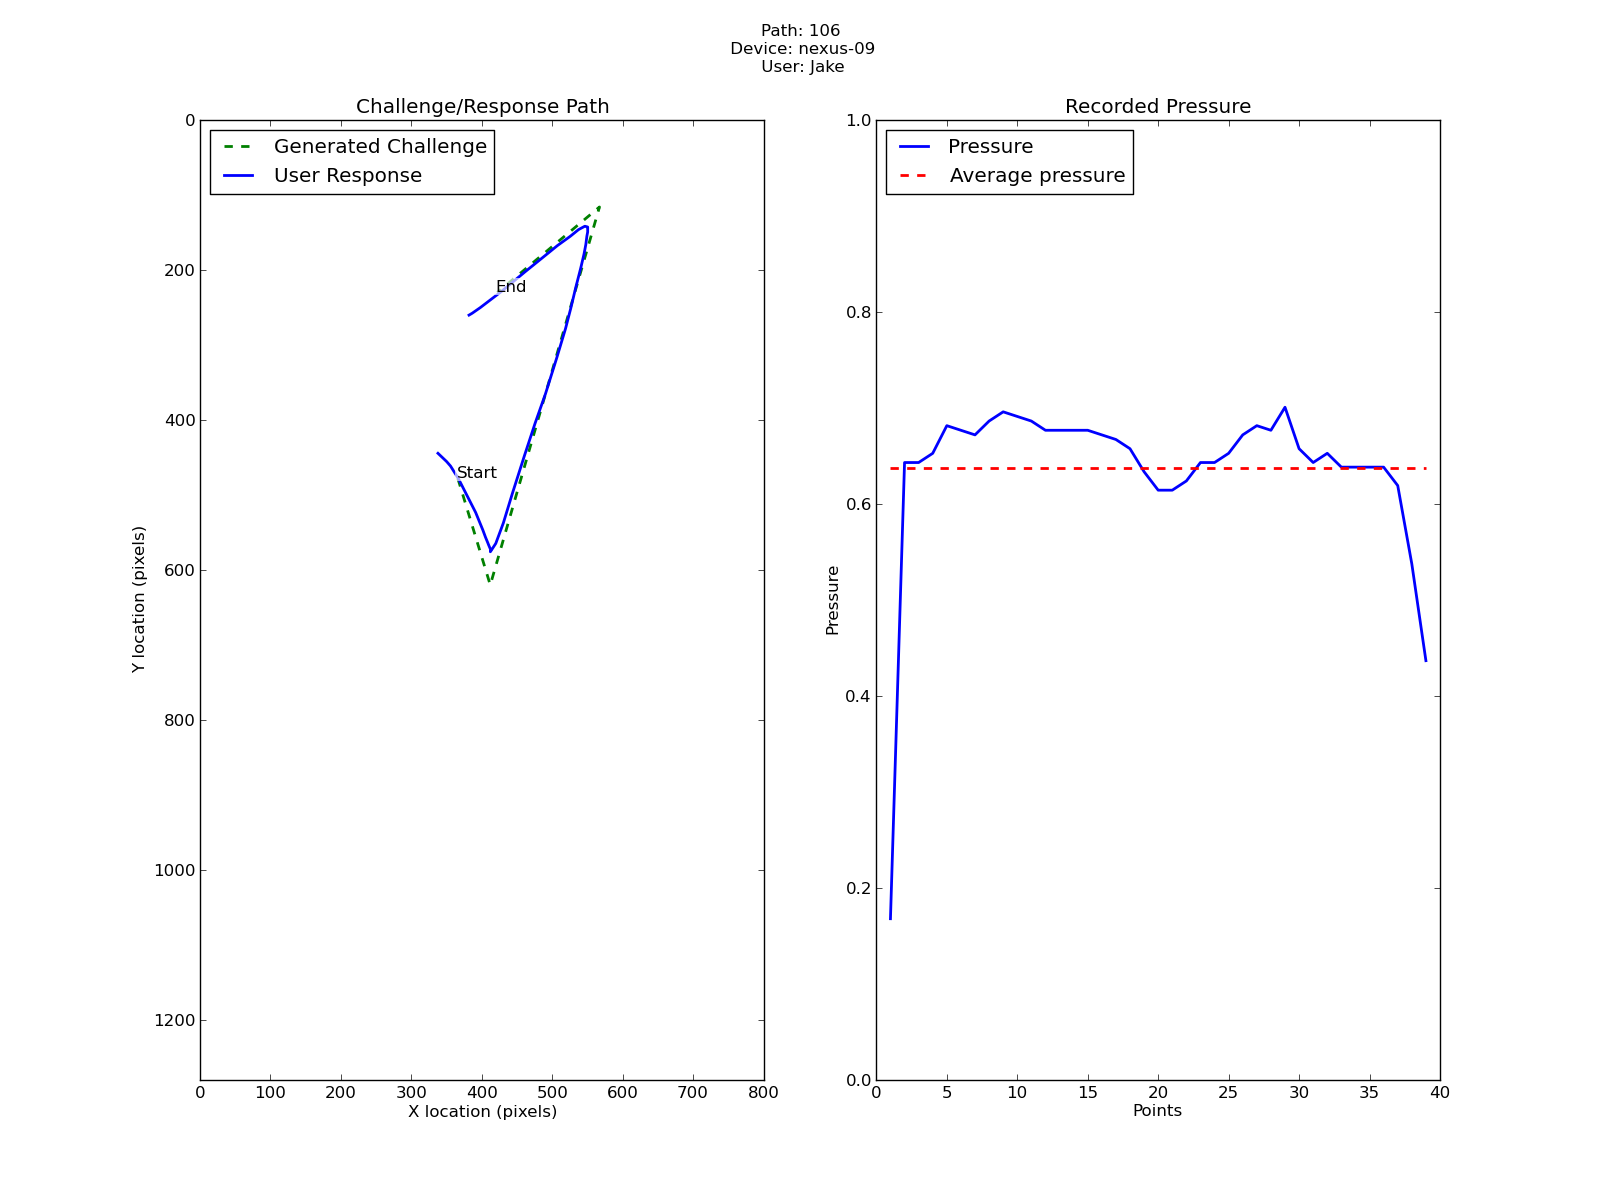 Path: 106
Device: nexus-09
User: Jake
Challenge/Response Path
Generated Challenge
User Response
End
Start
0
200
400
600
800
1000
1200
Y location (pixels)
0 100 200 300 400 500 600 700 800
X location (pixels)
Recorded Pressure
Pressure
Average pressure
1.0
0.8
0.6
0.4
0.2
0.0
Pressure
0 5 10 15 20 25 30 35 40
Points